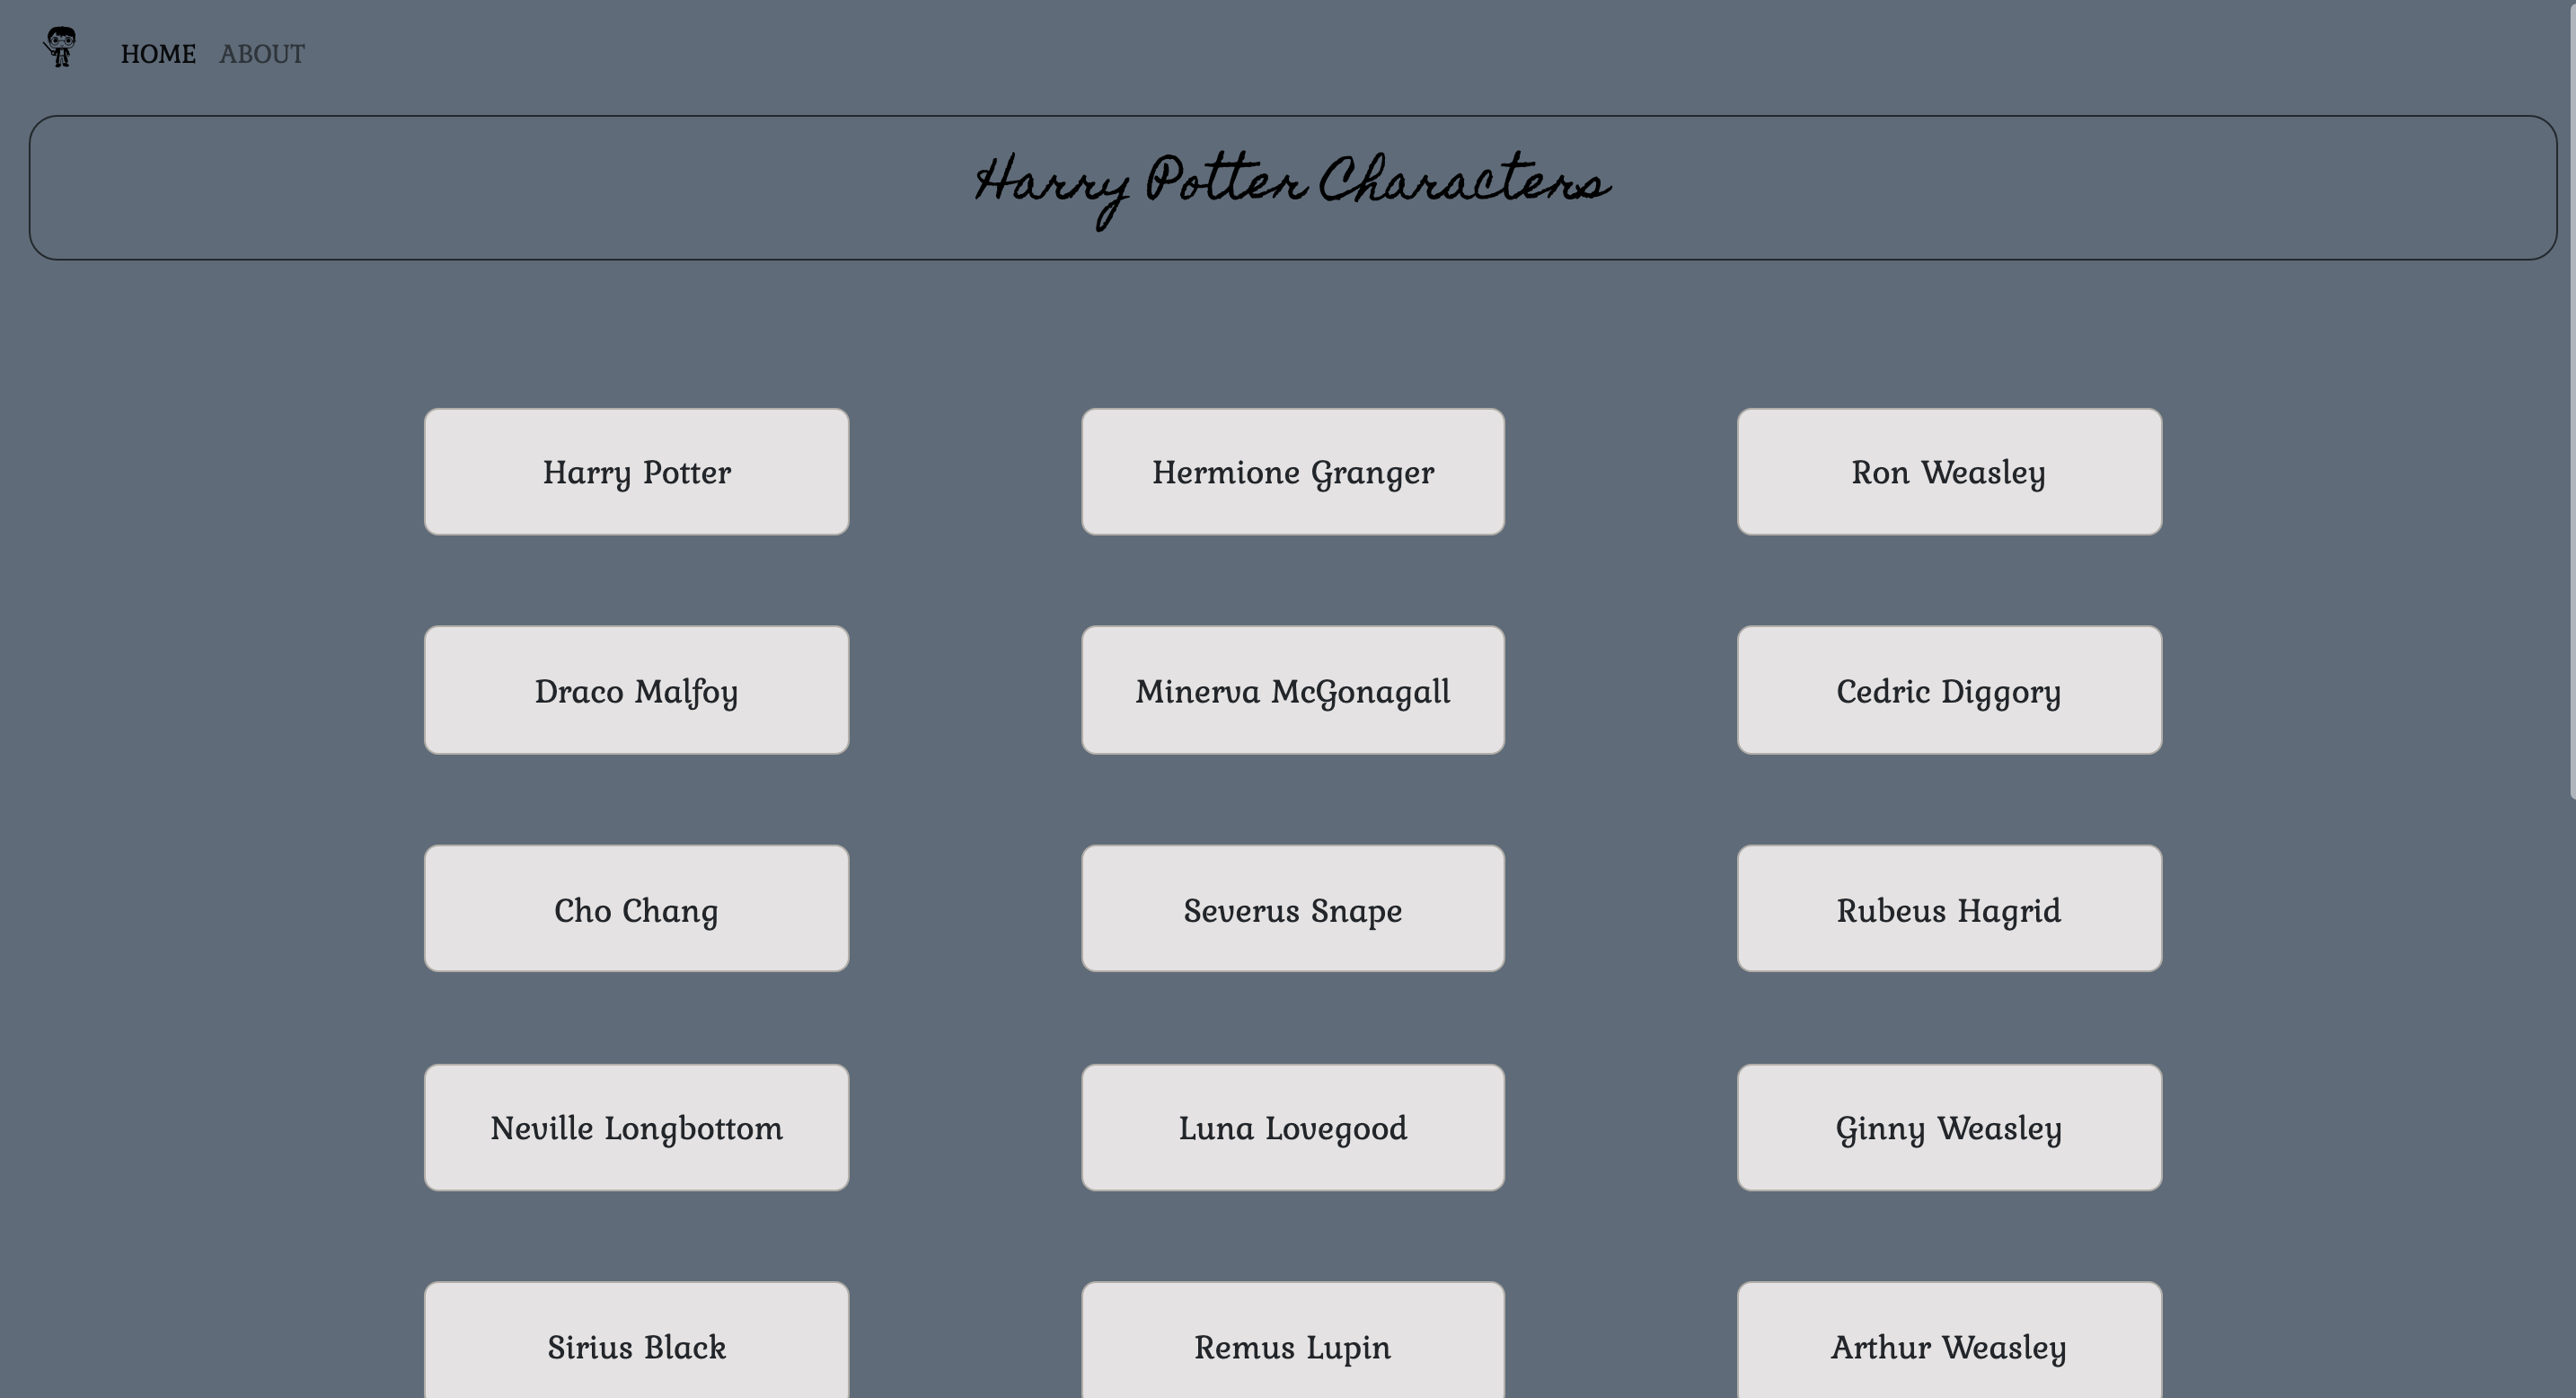 HOME ABOUT
Harry Potter Characters
Harry Potter
Hermione Granger
Ron Weasley
Draco Malfoy
Minerva McGonagall
Cedric Diggory
Cho Chang
Severus Snape
Rubeus Hagrid
Neville Longbottom
Luna Lovegood
Ginny Weasley
Sirius Black
Remus Lupin
Arthur Weasley